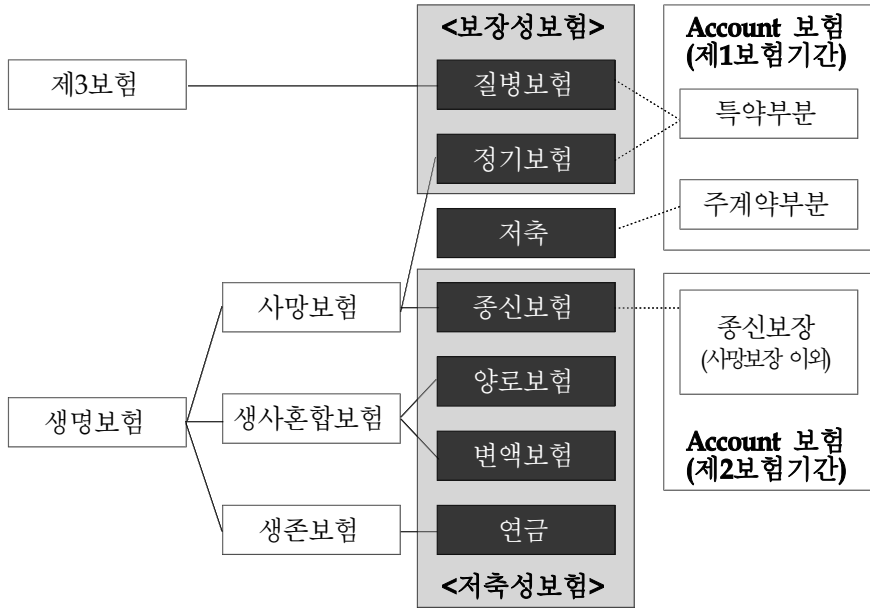 <보장성보험>
Account 보험
(제1보험기간)
제3보험
질병보험
특약부분
정기보험
주계약부분
저축
사망보험
종신보험
종신보장
(사망보장 이외)
양로보험
생명보험
생사혼합보험
변액보험
Account 보험
(제2보험기간)
생존보험
연금
<저축성보험>